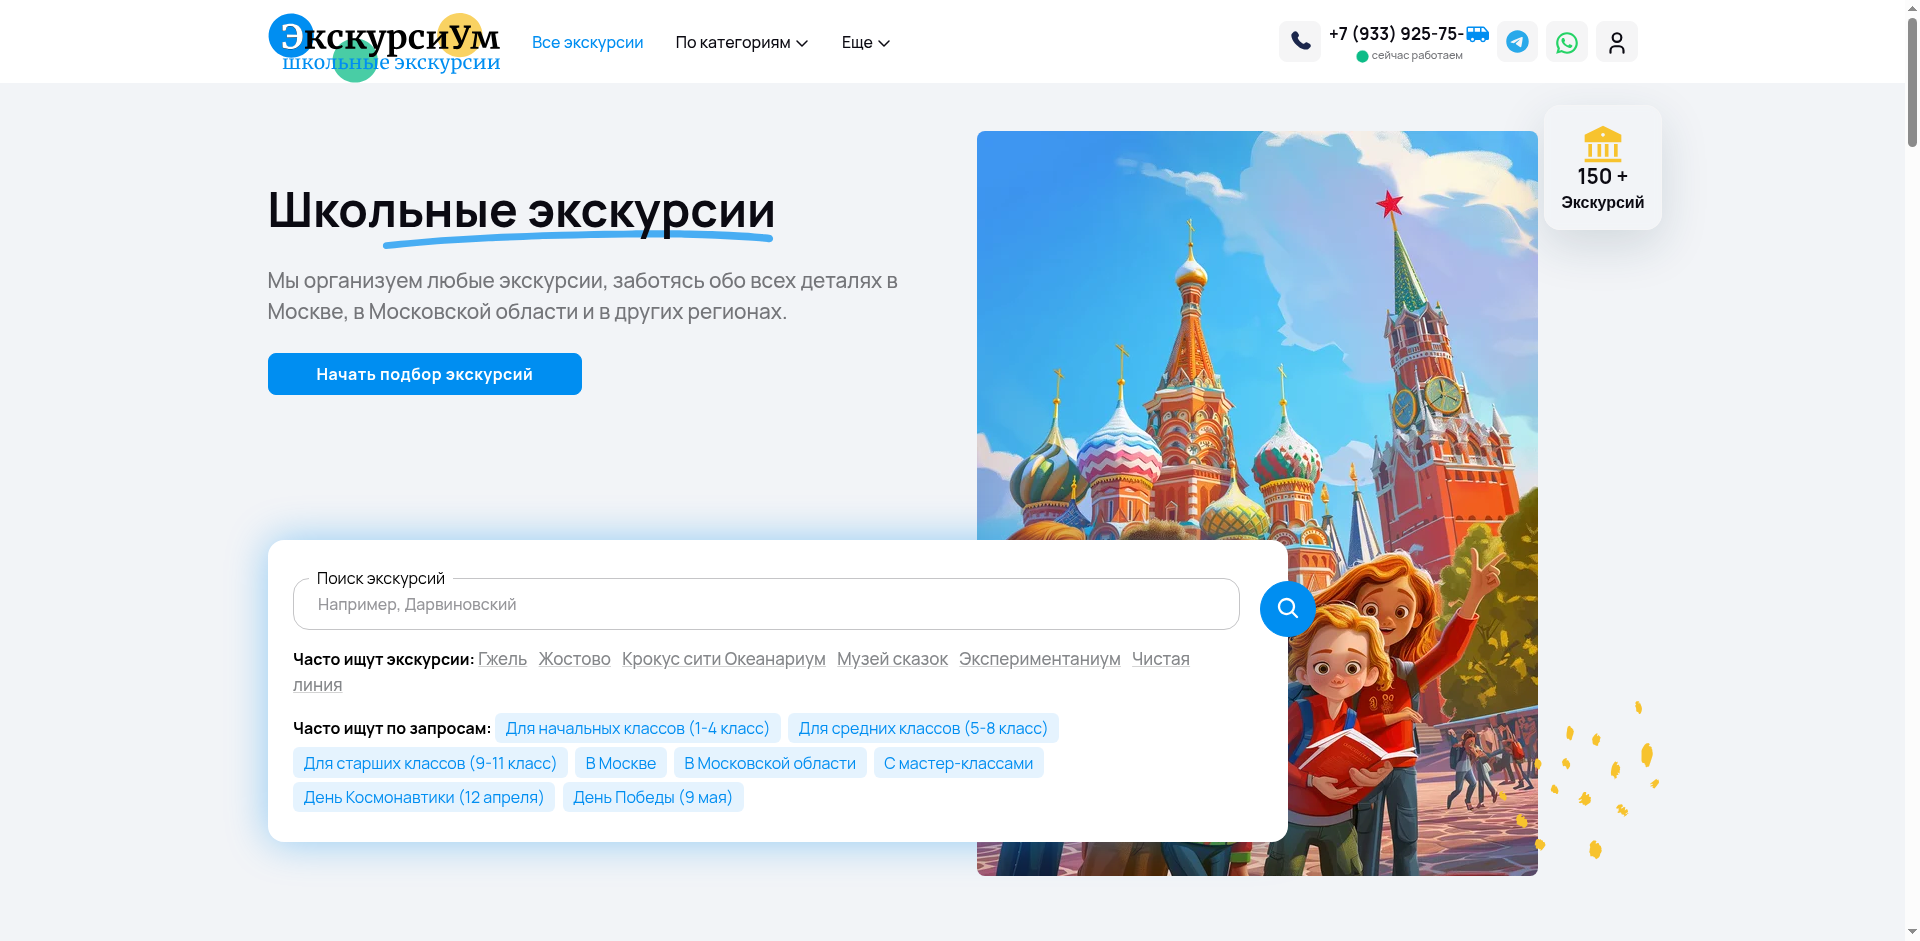 ЭкскурсиУм
школьные экскурсии
Все экскурсии
По категориям
Еще
+7 (933) 925-75-
сейчас работаем
150 +
Экскурсий
Школьные экскурсии
Мы организуем любые экскурсии, заботясь обо всех деталях в
Москве, в Московской области и в других регионах.
Начать подбор экскурсий
Поиск экскурсий
Например, Дарвиновский
Часто ищут экскурсии: Гжель Жостово Крокус сити Океанариум Музей сказок Экспериментаниум Чистая
линия
Часто ищут по запросам: Для начальных классов (1-4 класс) Для средних классов (5-8 класс)
Для старших классов (9-11 класс) В Москве В Московской области С мастер-классами
День Космонавтики (12 апреля) День Победы (9 мая)